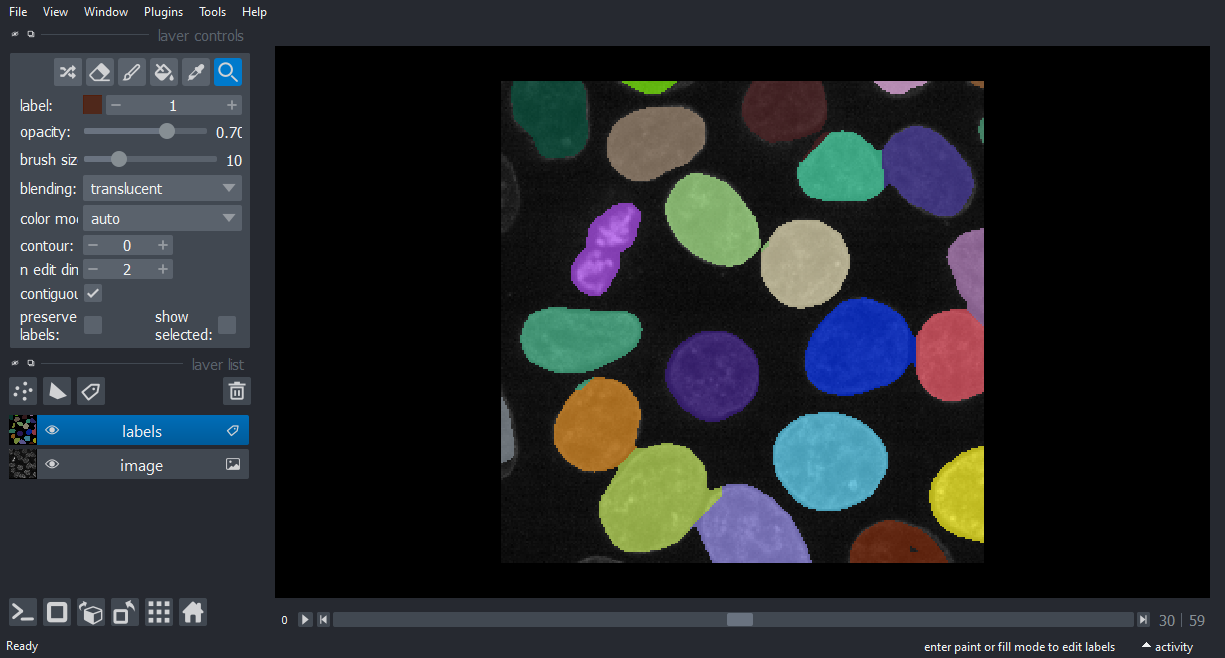 File View Window Plugins Tools Help
layer controls
label: 1
opacity: 0.70
brush siz 10
blending: translucent
color mo auto
contour: 0
n edit din 2
contiguou
preserve labels: show selected:
layer list
labels
image
0 30 59
Ready enter paint or fill mode to edit labels activity